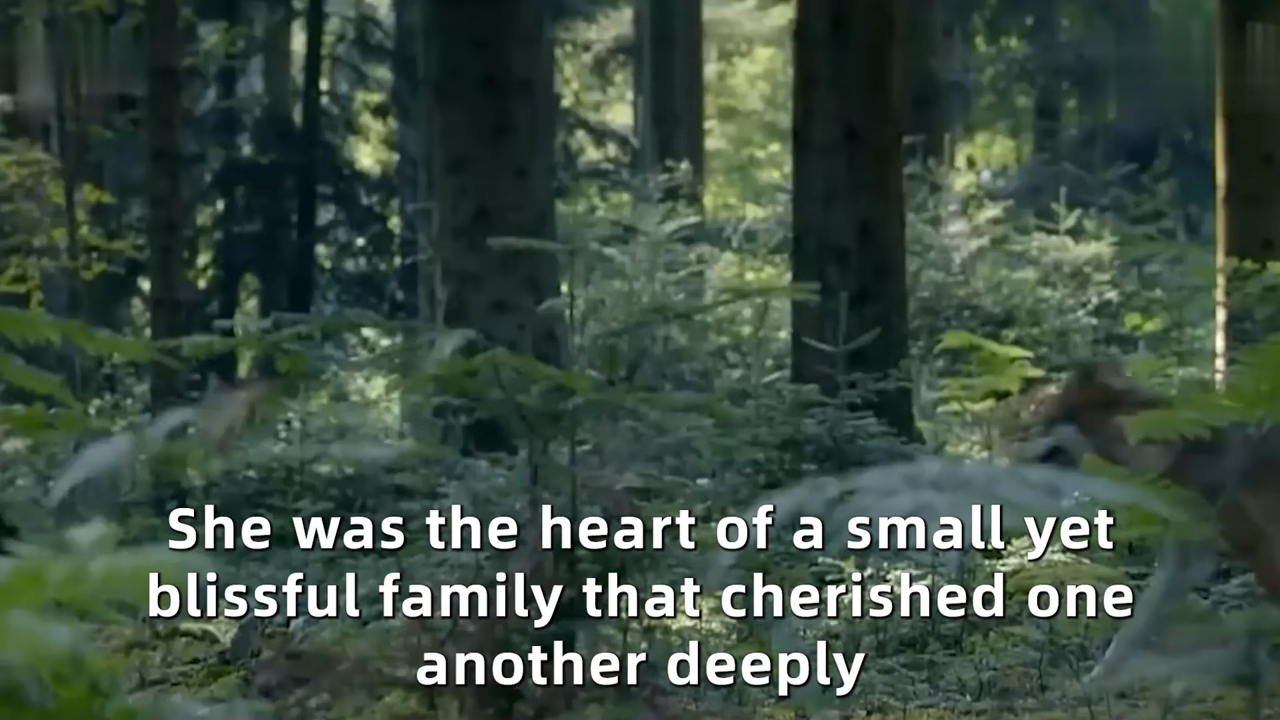 She was the heart of a small yet
blissful family that cherished one
another deeply